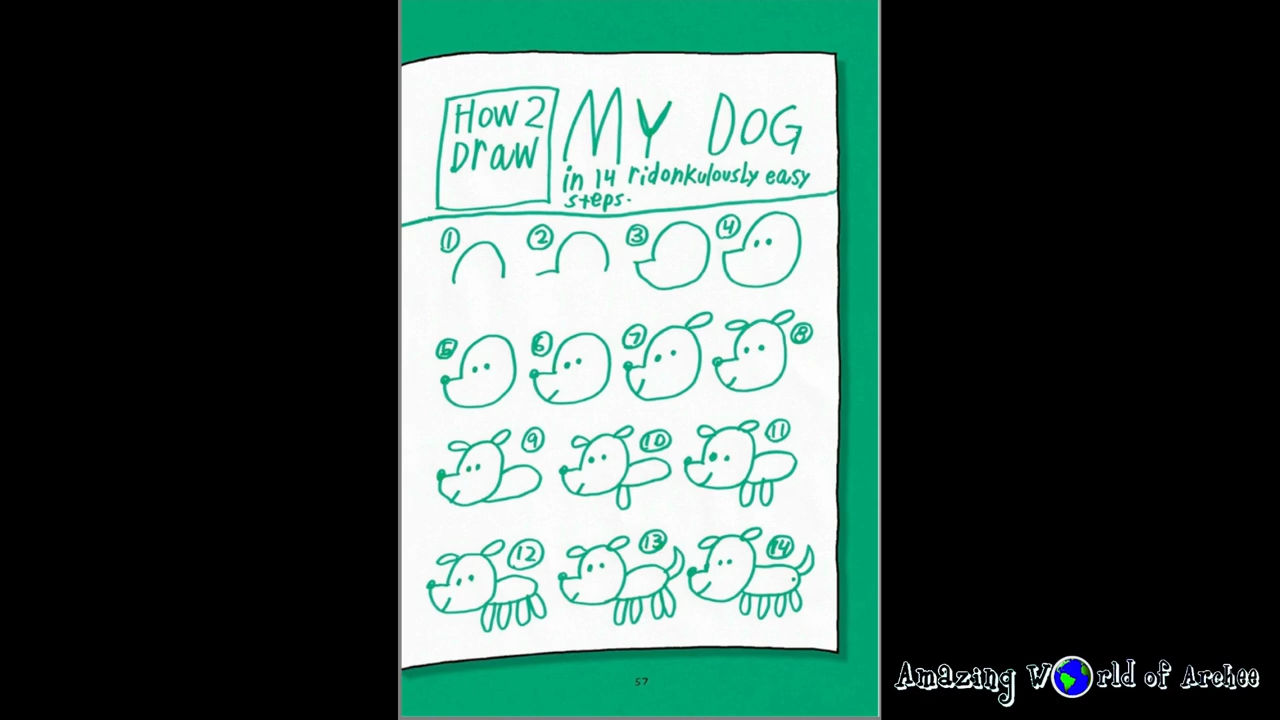 How 2
Draw
My Dog
in 14 ridonkulously easy
steps.
1 2 3 4
5 6 7 8
9 10 11
12 13 14
57
Amazing World of Archee